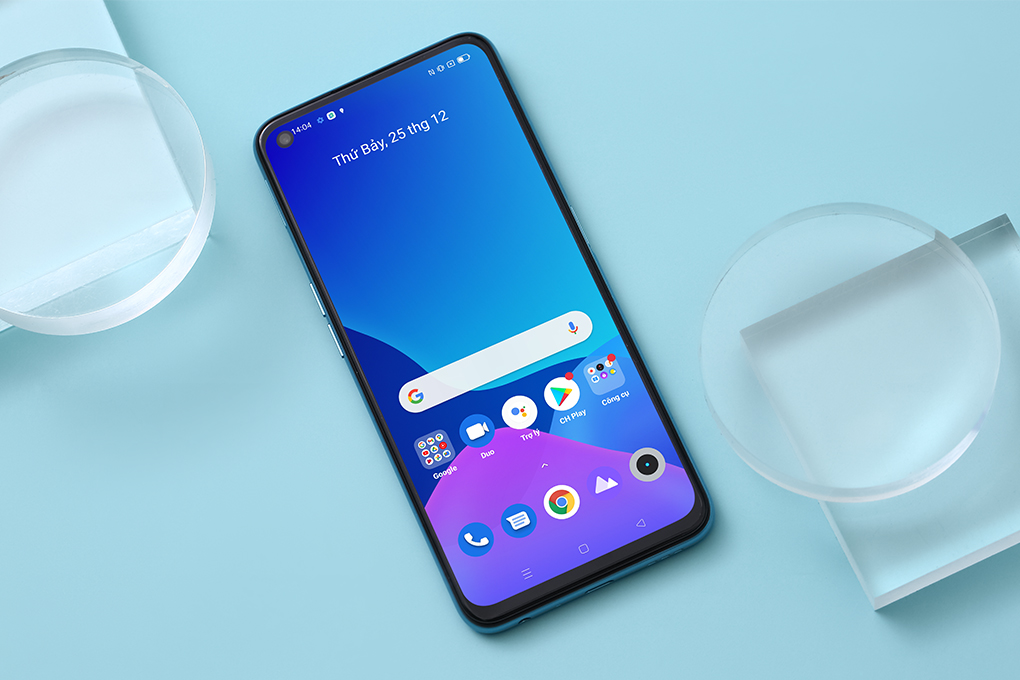 14:04
Thứ Bảy, 25 thg 12
Google
Duo
Trợ lý
CH Play
Công cụ